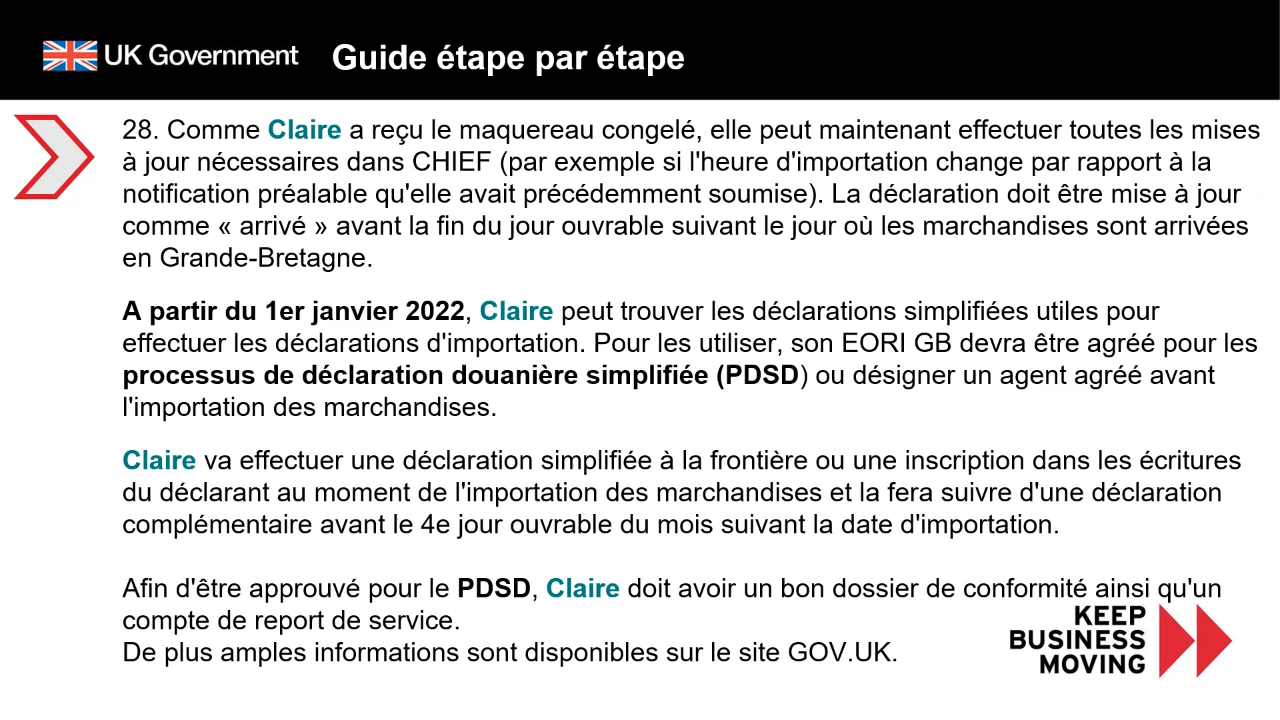 UK Government
Guide étape par étape
28. Comme Claire a reçu le maquereau congelé, elle peut maintenant effectuer toutes les mises
à jour nécessaires dans CHIEF (par exemple si l'heure d'importation change par rapport à la
notification préalable qu'elle avait précédemment soumise). La déclaration doit être mise à jour
comme « arrivé » avant la fin du jour ouvrable suivant le jour où les marchandises sont arrivées
en Grande-Bretagne.
A partir du 1er janvier 2022, Claire peut trouver les déclarations simplifiées utiles pour
effectuer les déclarations d'importation. Pour les utiliser, son EORI GB devra être agréé pour les
processus de déclaration douanière simplifiée (PDSD) ou désigner un agent agréé avant
l'importation des marchandises.
Claire va effectuer une déclaration simplifiée à la frontière ou une inscription dans les écritures
du déclarant au moment de l'importation des marchandises et la fera suivre d'une déclaration
complémentaire avant le 4e jour ouvrable du mois suivant la date d'importation.
Afin d'être approuvé pour le PDSD, Claire doit avoir un bon dossier de conformité ainsi qu'un
compte de report de service.
De plus amples informations sont disponibles sur le site GOV.UK.
KEEP
BUSINESS
MOVING